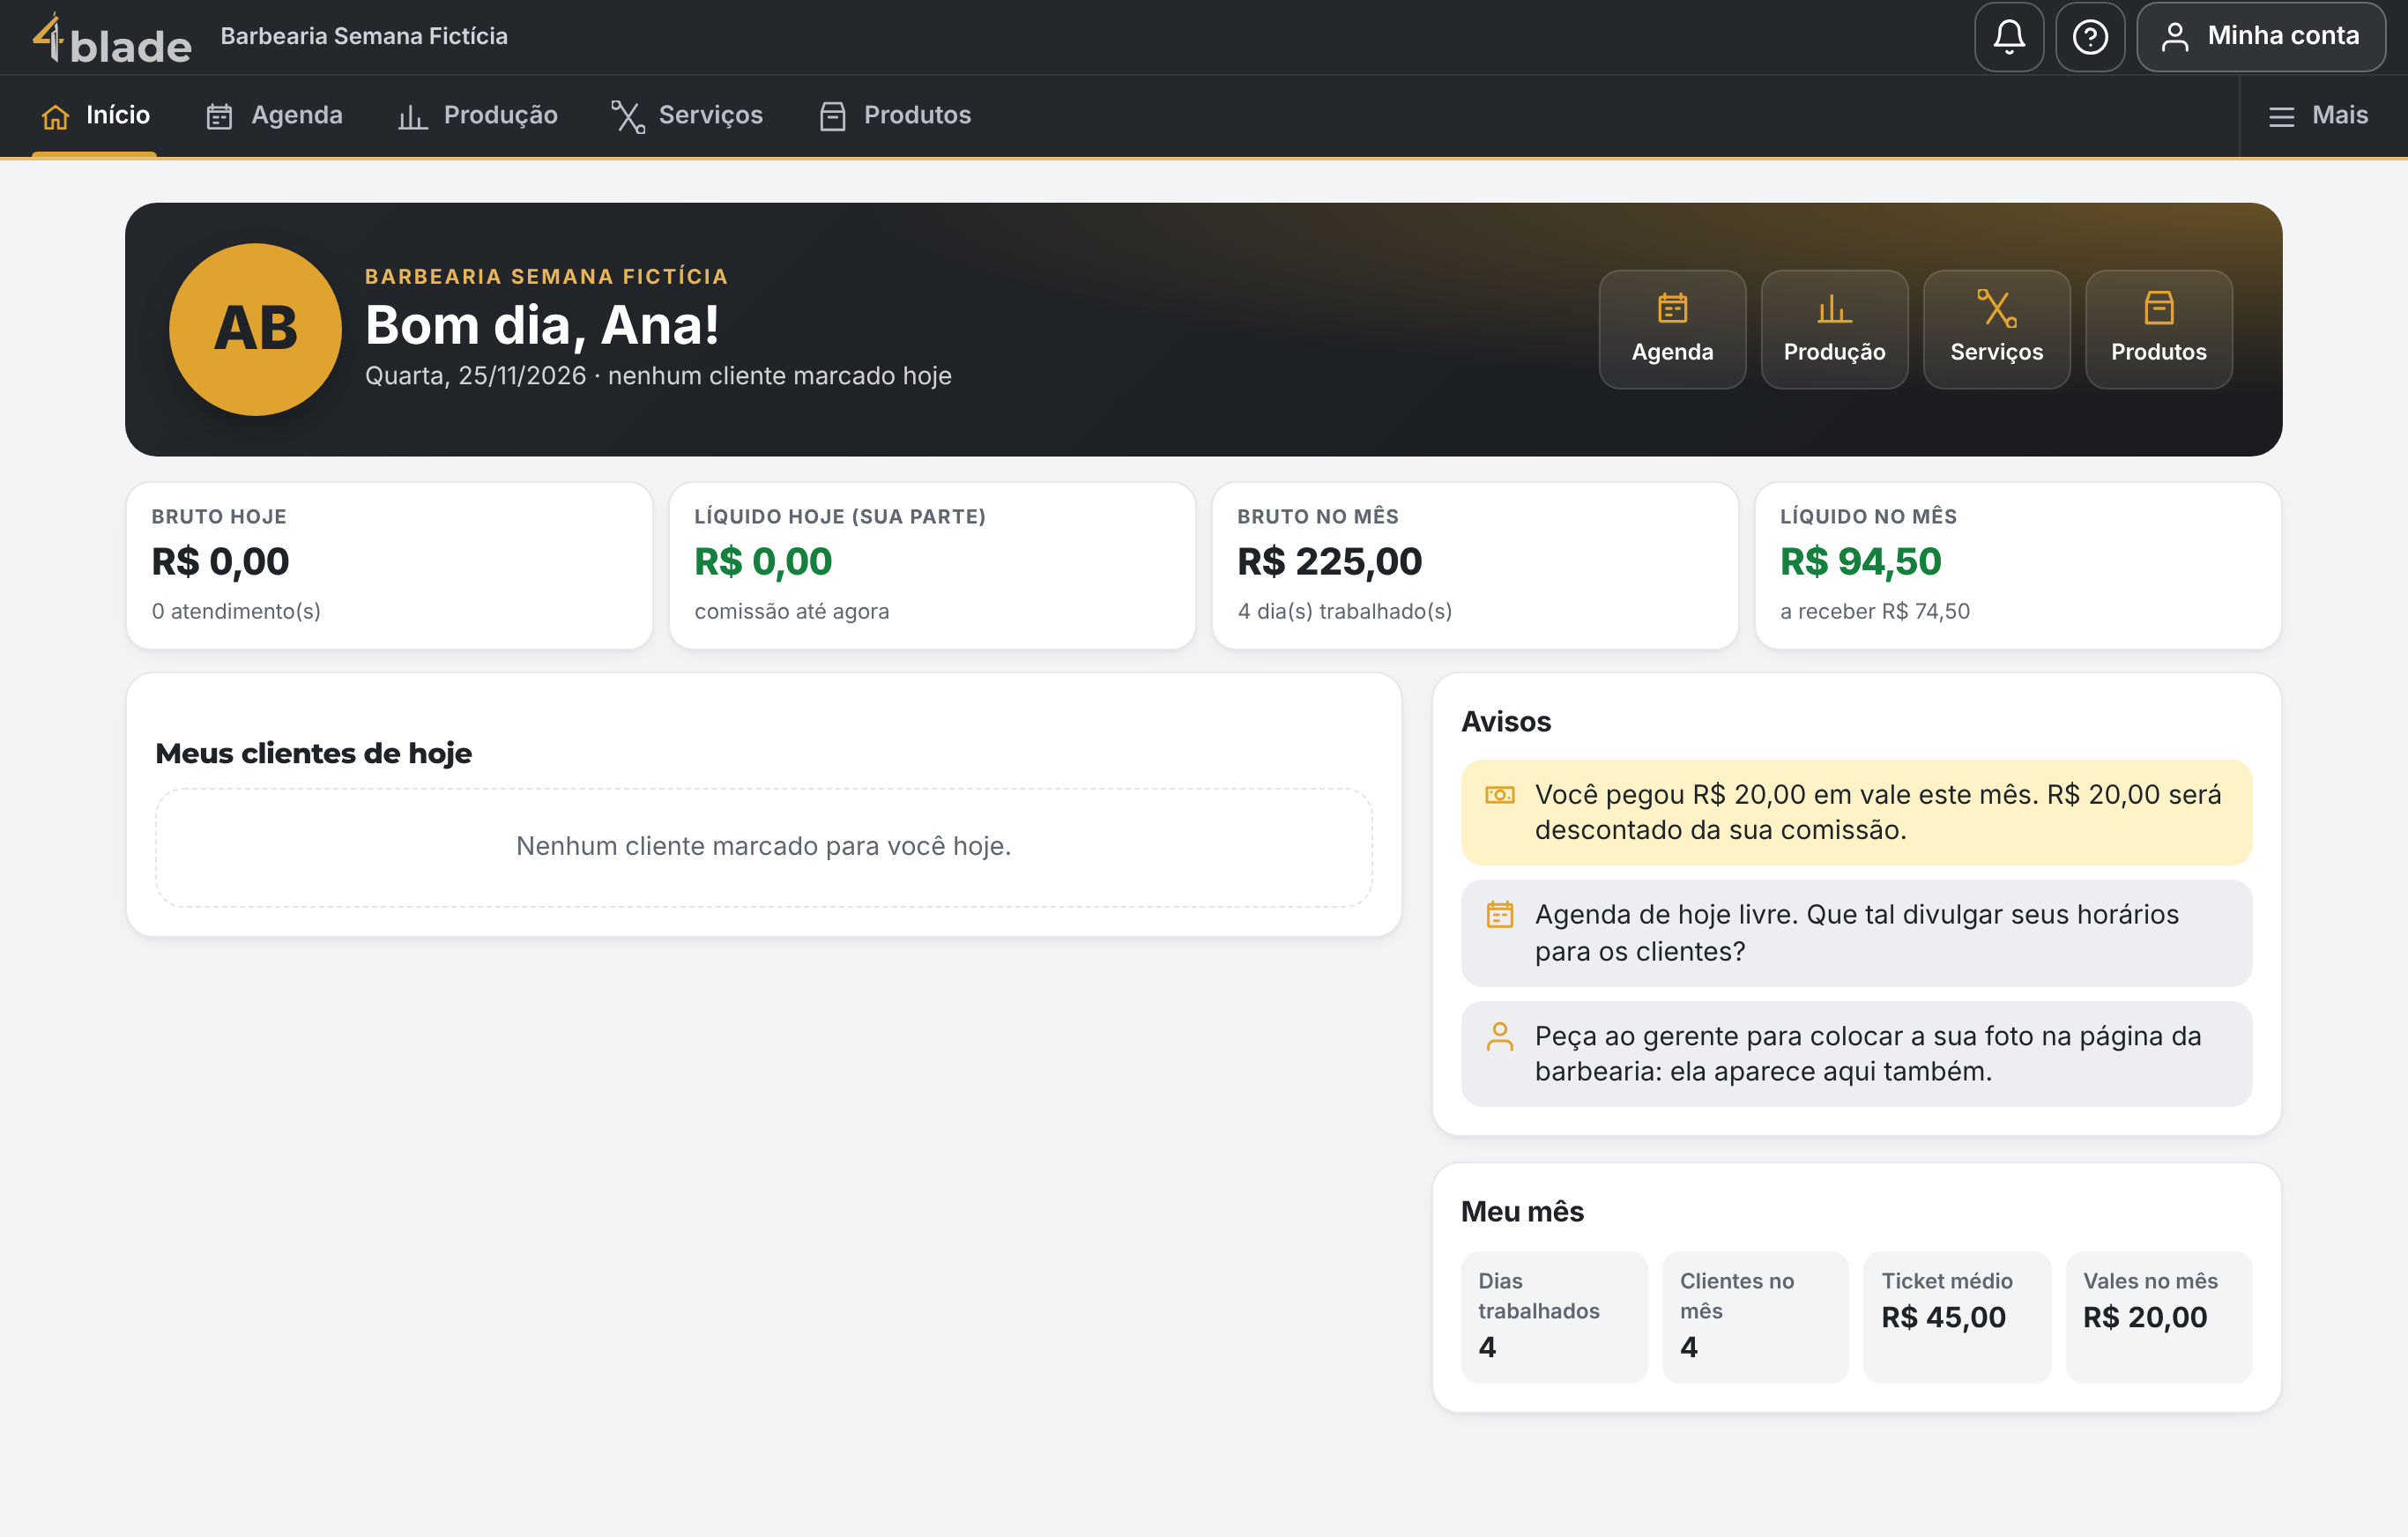 4blade
Barbearia Semana Fictícia
Minha conta
Início
Agenda
Produção
Serviços
Produtos
Mais
AB
BARBEARIA SEMANA FICTÍCIA
Bom dia, Ana!
Quarta, 25/11/2026 · nenhum cliente marcado hoje
Agenda
Produção
Serviços
Produtos
BRUTO HOJE
R$ 0,00
0 atendimento(s)
LÍQUIDO HOJE (SUA PARTE)
R$ 0,00
comissão até agora
BRUTO NO MÊS
R$ 225,00
4 dia(s) trabalhado(s)
LÍQUIDO NO MÊS
R$ 94,50
a receber R$ 74,50
Meus clientes de hoje
Nenhum cliente marcado para você hoje.
Avisos
Você pegou R$ 20,00 em vale este mês. R$ 20,00 será
descontado da sua comissão.
Agenda de hoje livre. Que tal divulgar seus horários
para os clientes?
Peça ao gerente para colocar a sua foto na página da
barbearia: ela aparece aqui também.
Meu mês
Dias
trabalhados
4
Clientes no
mês
4
Ticket médio
R$ 45,00
Vales no mês
R$ 20,00